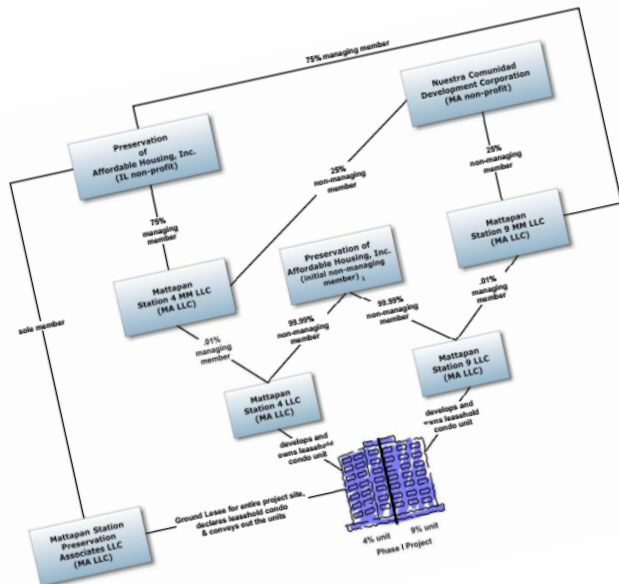 75% managing member
Nuestra Comunidad
Development Corporation
(MA non-profit)
Preservation
of
Affordable Housing, Inc.
(IL non-profit)
25%
non-managing
member
25%
non-managing
member
75%
managing
member
Mattapan
Station 9 MM LLC
(MA LLC)
Preservation of
Affordable Housing, Inc.
(initial non-managing
member) 1
Mattapan
Station 4 MM LLC
(MA LLC)
sole member
.01%
managing
member
99.99%
non-managing
member
99.99%
non-managing
member
.01%
managing
member
Mattapan
Station 4 LLC
(MA LLC)
Mattapan
Station 9 LLC
(MA LLC)
develops and
owns leasehold
condo unit
develops and
owns leasehold
condo unit
Ground Lesee for entire project site,
declares leasehold condo
& conveys out the units
Mattapan Station
Preservation
Associates LLC
(MA LLC)
4% unit
9% unit
Phase I Project